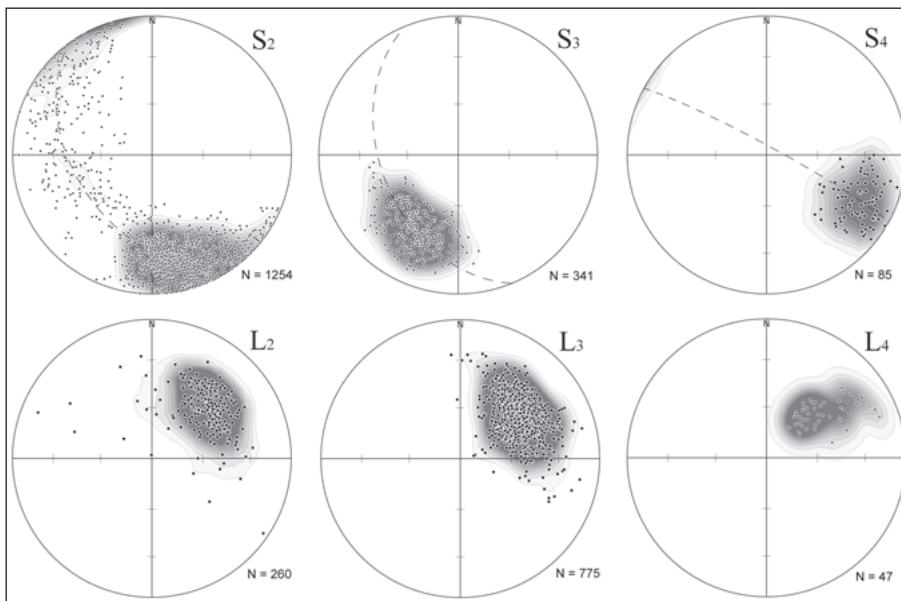 N
S2
N = 1254
N
S3
N = 341
N
S4
N = 85
N
L2
N = 260
N
L3
N = 775
N
L4
N = 47